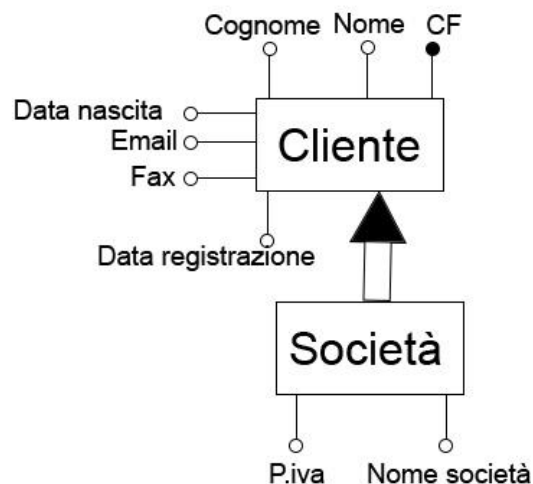 Cognome Nome CF
Data nascita
Email
Fax
Cliente
Data registrazione
Società
P.iva Nome società